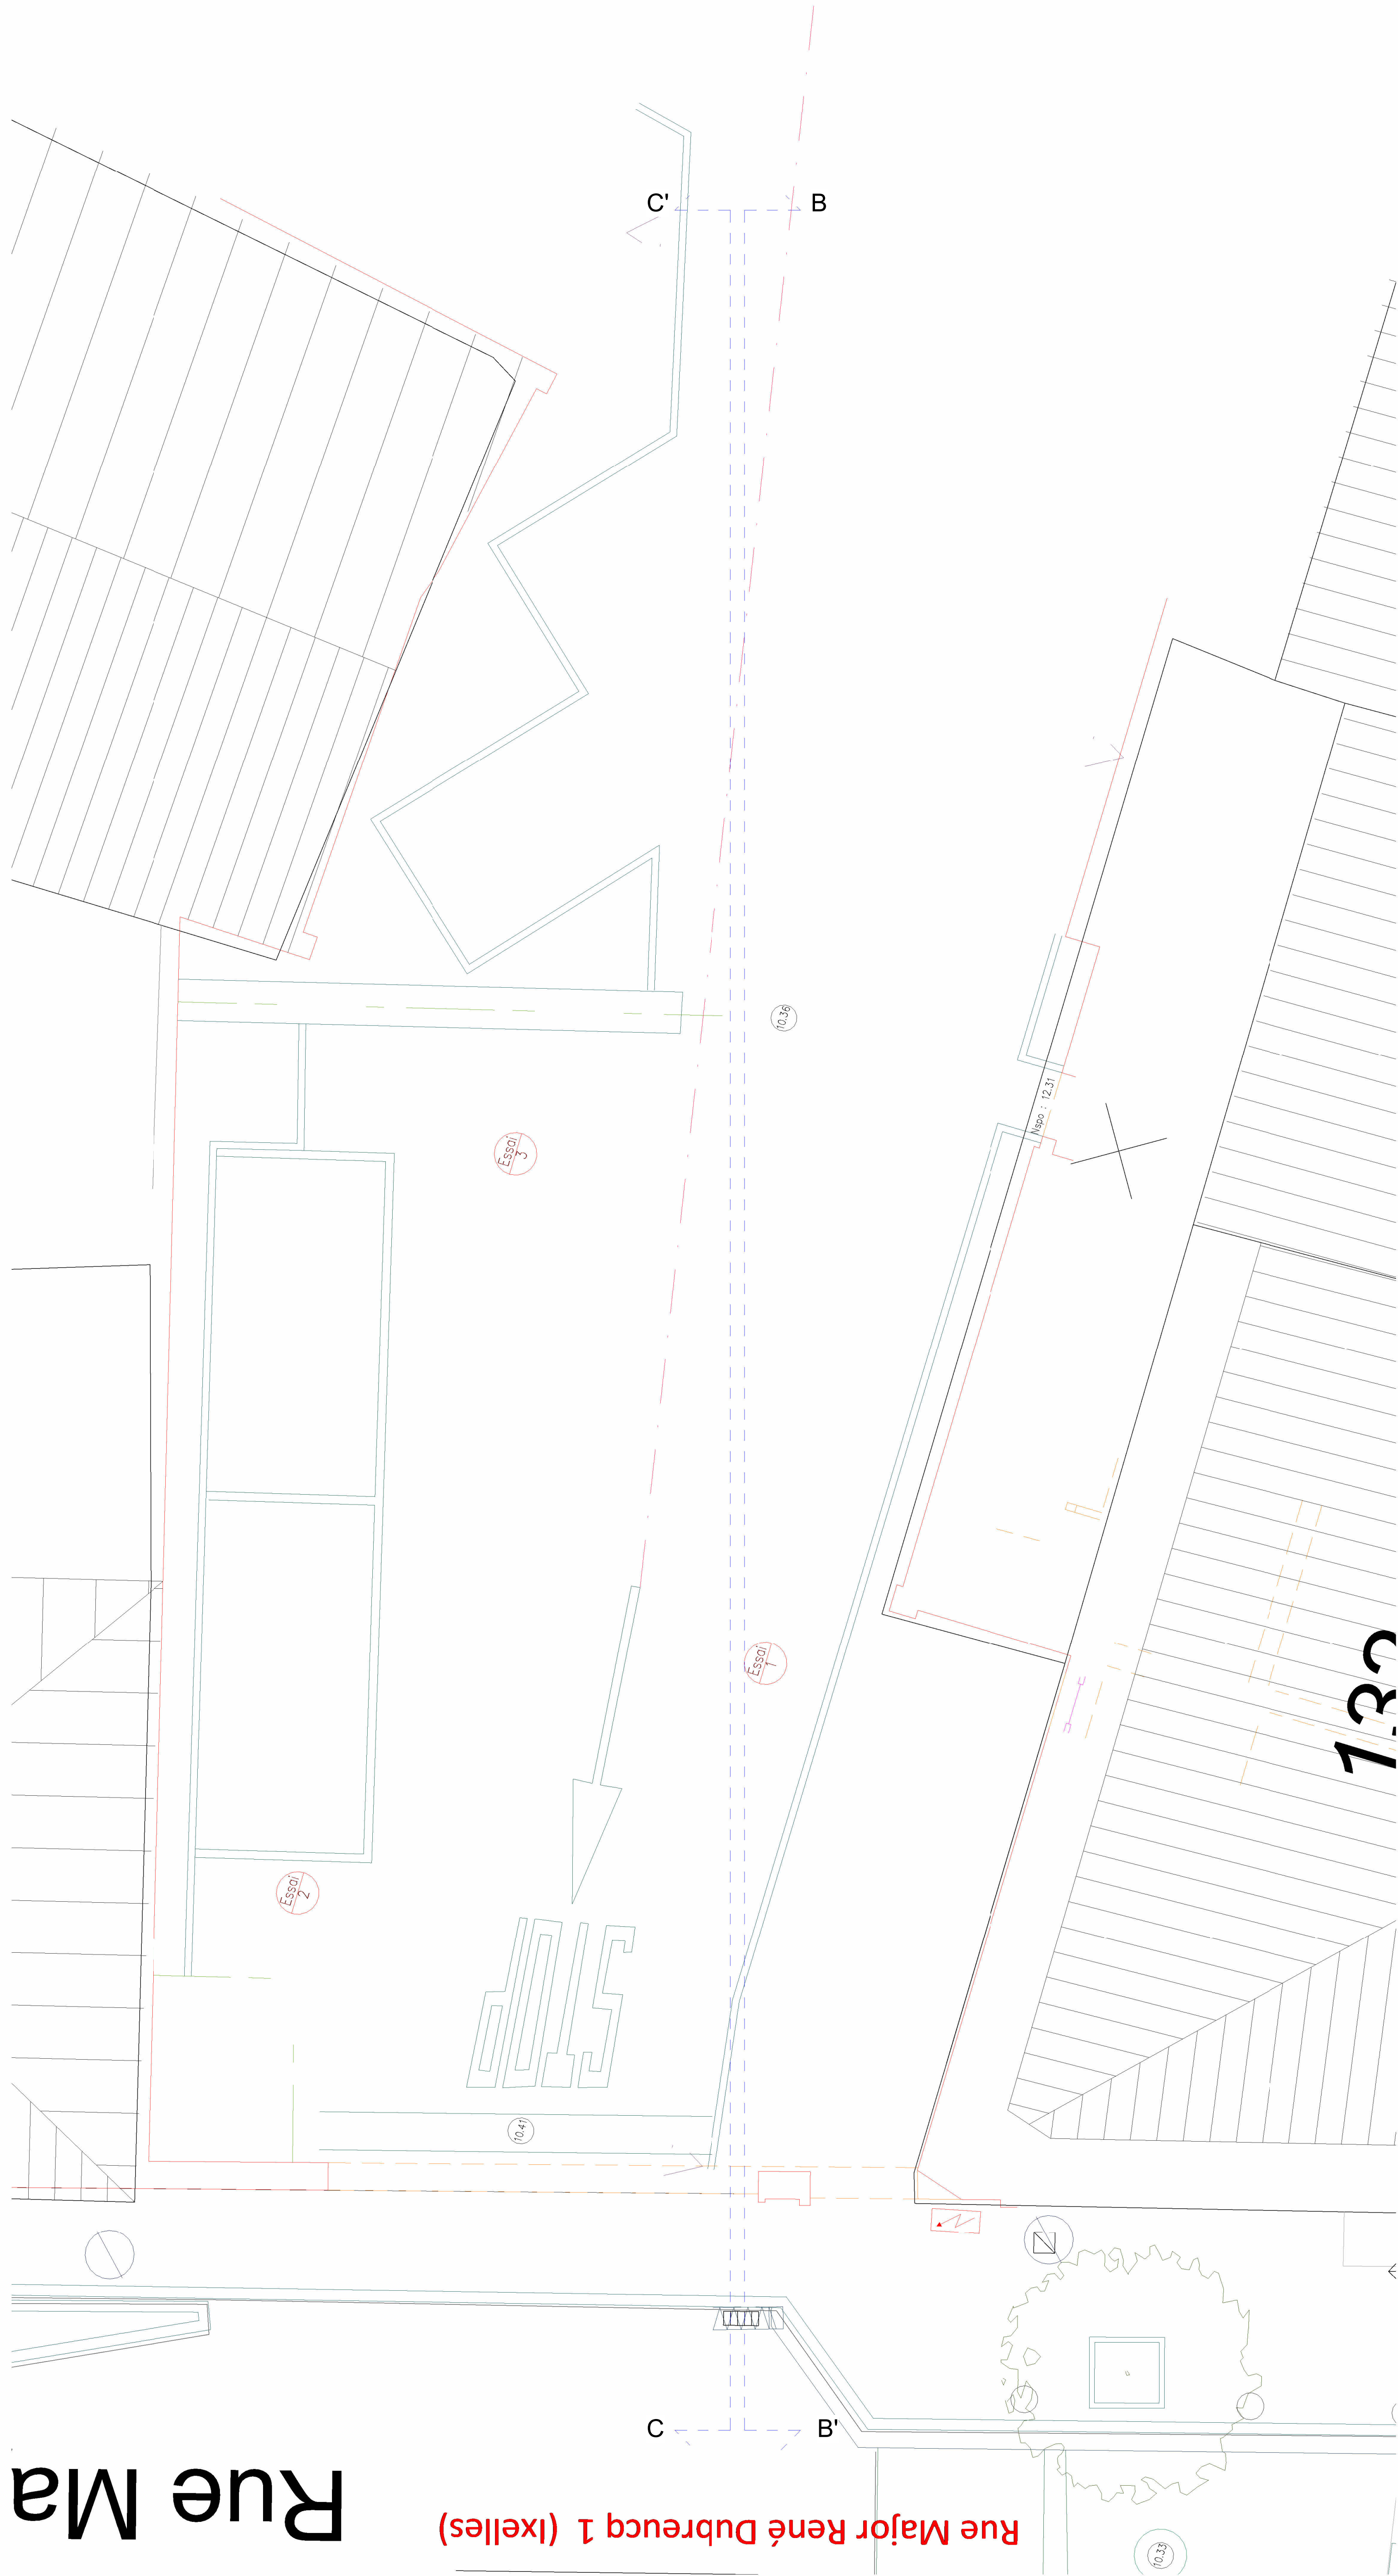 C' B
10.36
Nspo : 12.31
Essai
3
Essai
1
Essai
2
SIOUP
10.41
C B'
Rue Ma
Rue Major René Dubreucq 1 (Ixelles)
10.33